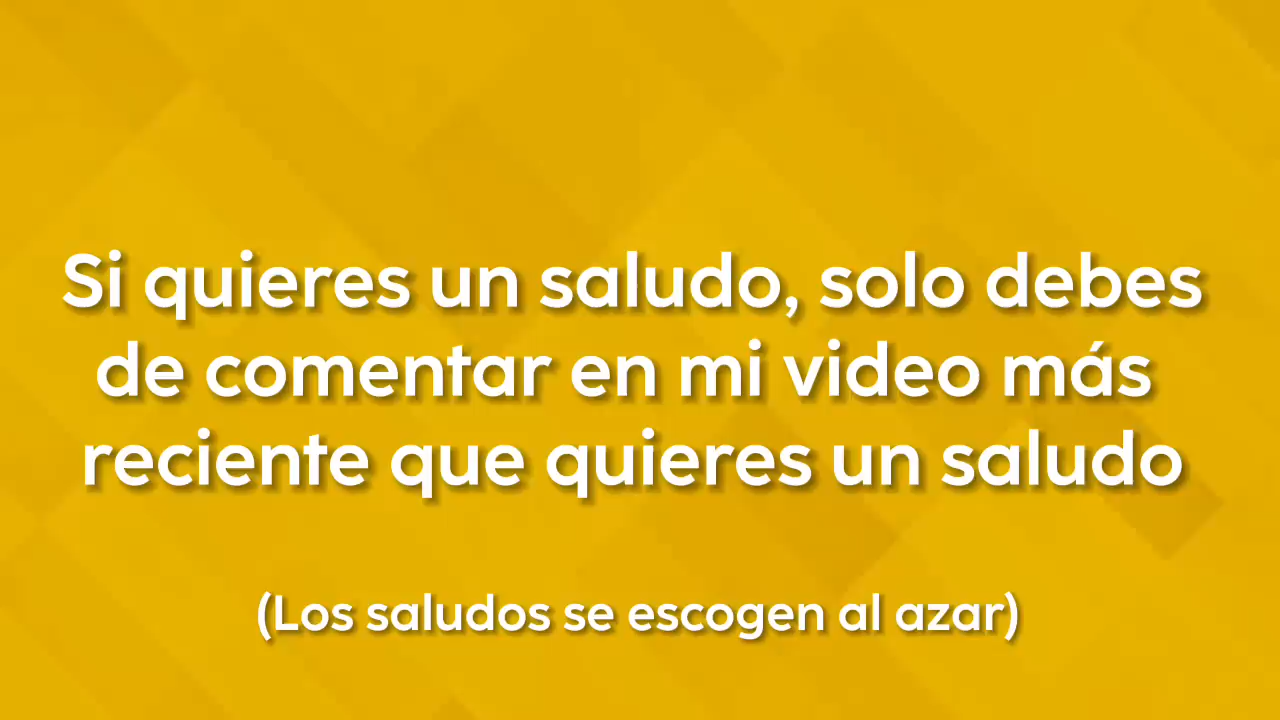 Si quieres un saludo, solo debes
de comentar en mi video más
reciente que quieres un saludo
(Los saludos se escogen al azar)